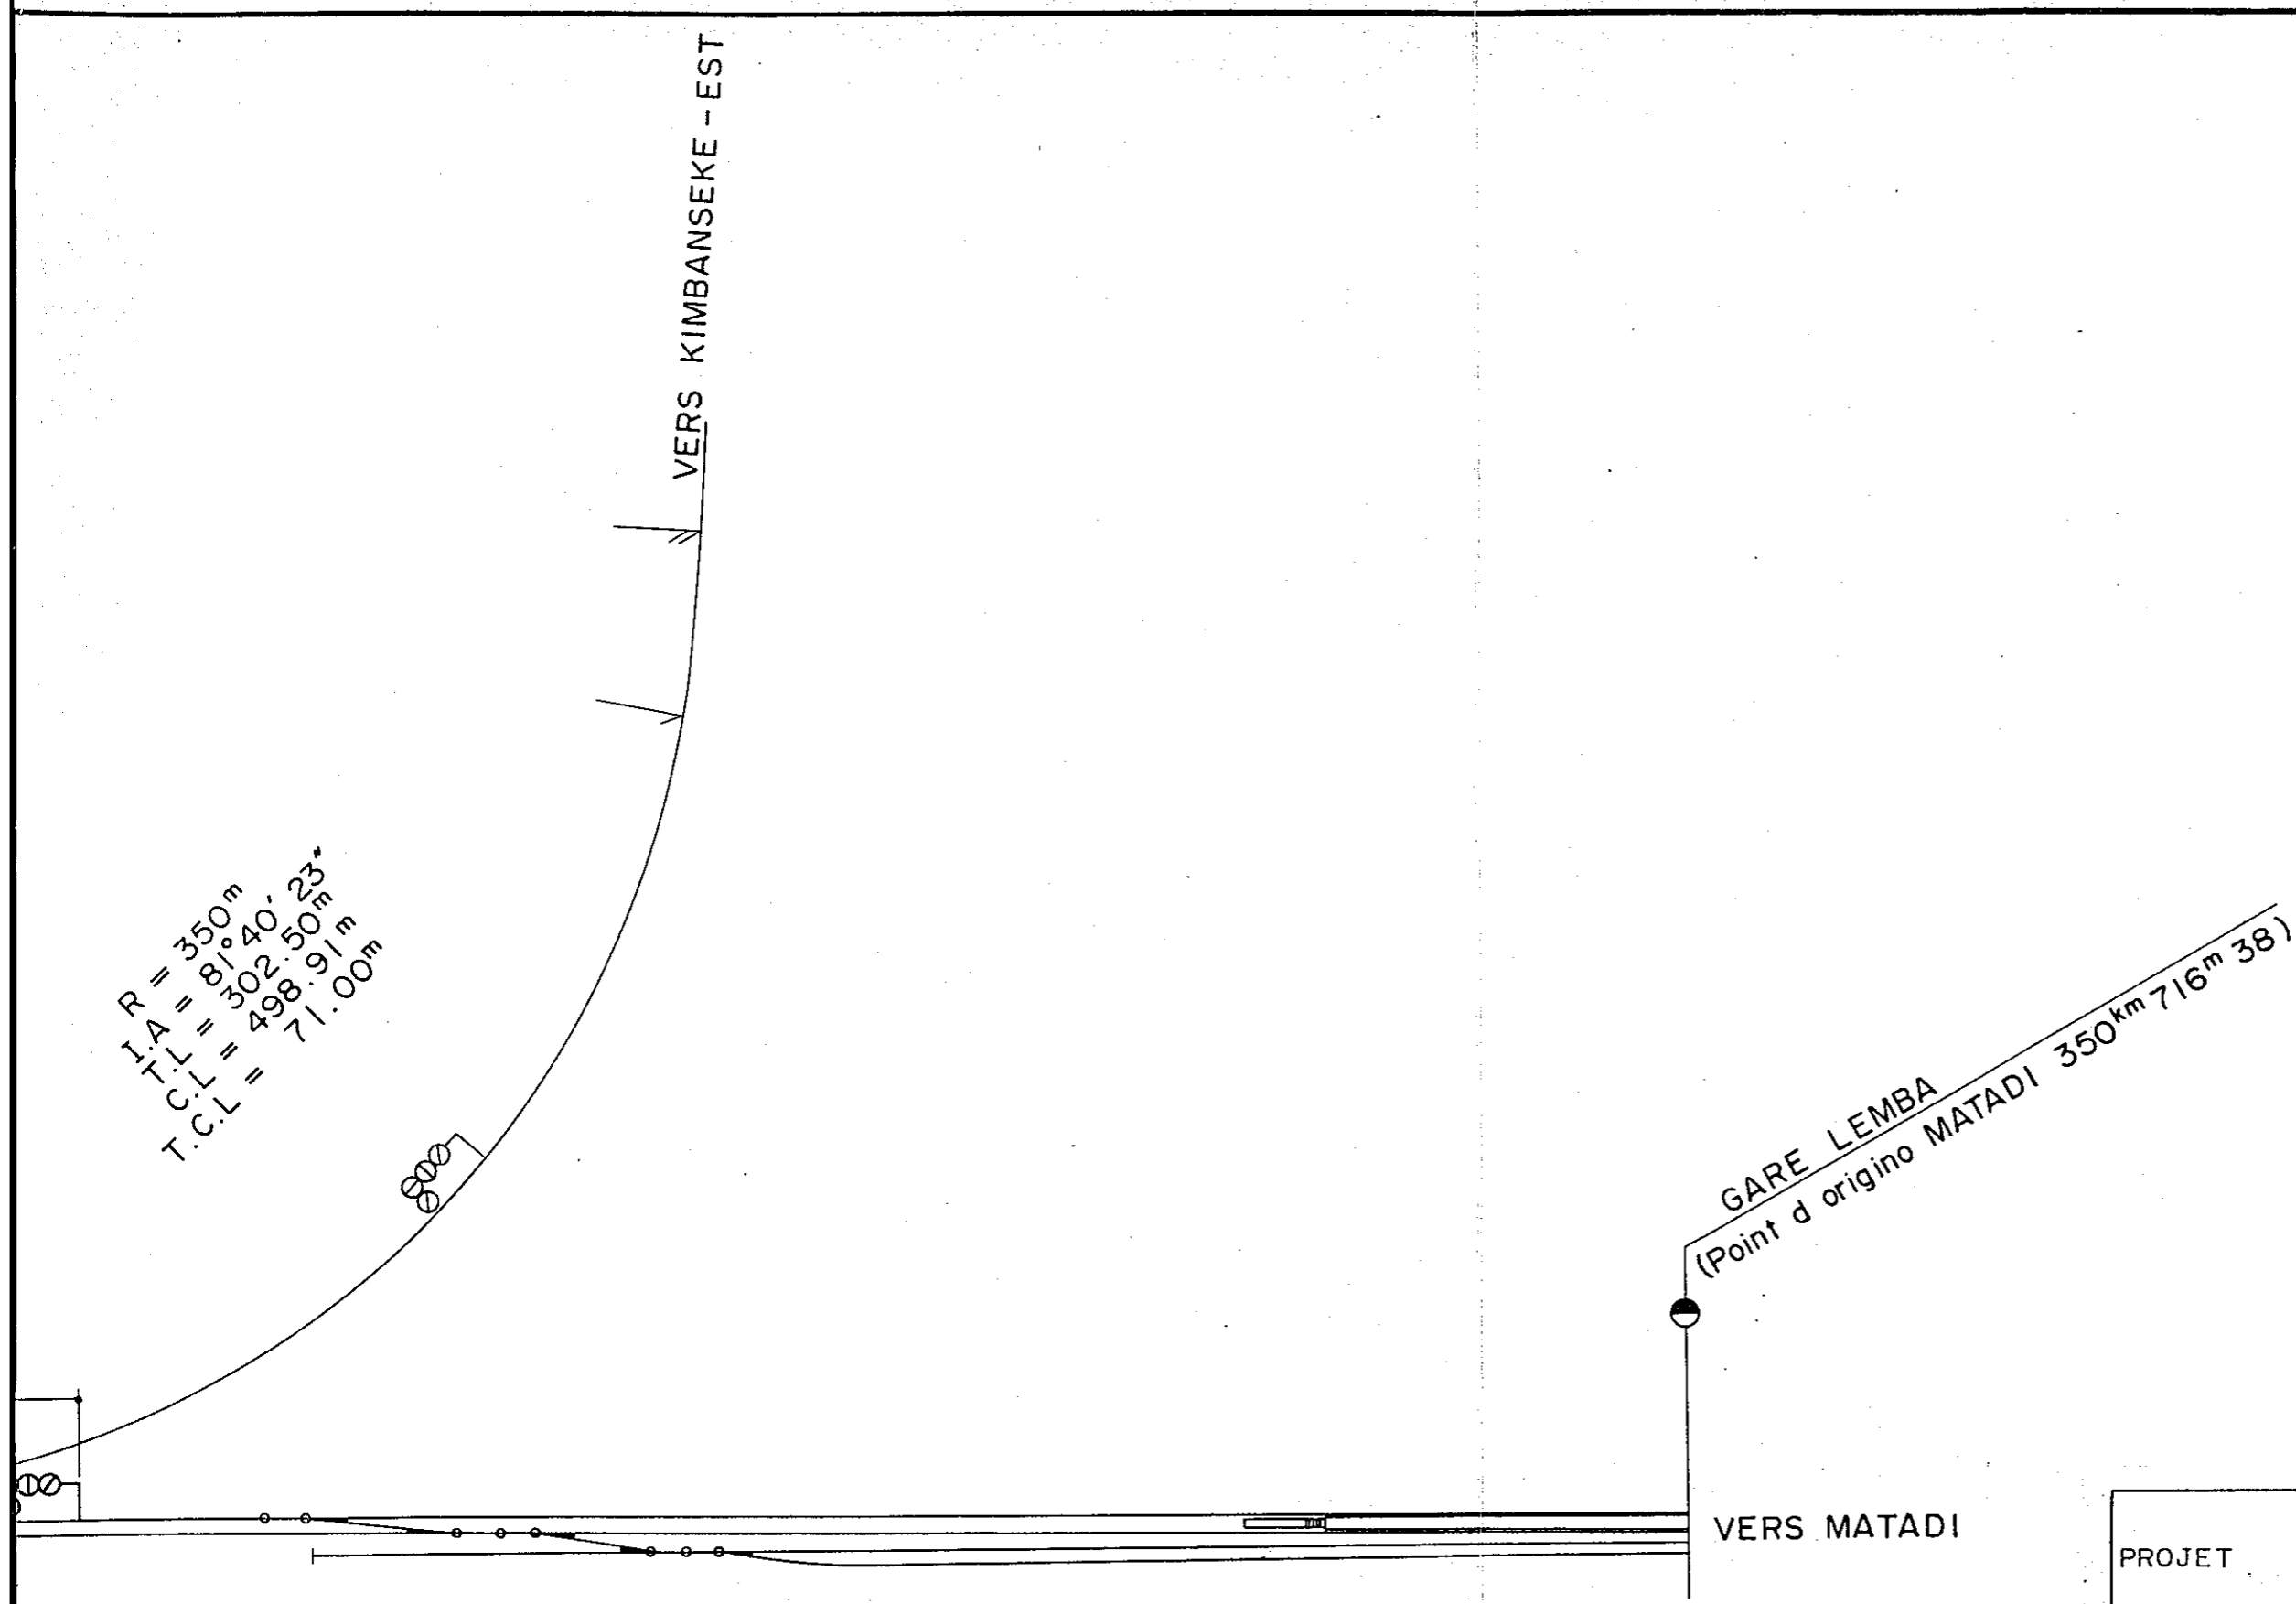 VERS KIMBANSEKE-EST
R = 350m
I.A = 81°40'23"
T.L = 302.50m
C.L = 498.91m
T.C.L = 71.00m
GARE LEMBA
(Point d origino MATADI 350km 716m 38)
VERS MATADI
PROJET